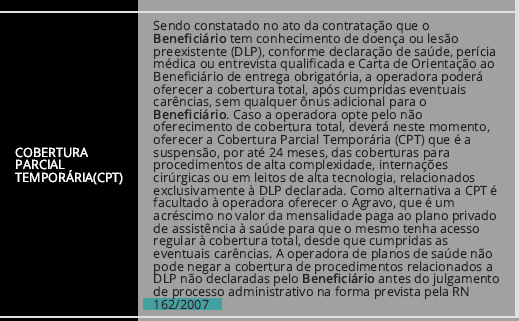 COBERTURA
PARCIAL
TEMPORÁRIA(CPT)
Sendo constatado no ato da contratação que o
Beneficiário tem conhecimento de doença ou lesão
preexistente (DLP), conforme declaração de saúde, perícia
médica ou entrevista qualificada e Carta de Orientação ao
Beneficiário de entrega obrigatória, a operadora poderá
oferecer a cobertura total, após cumpridas eventuais
carências, sem qualquer ônus adicional para o
Beneficiário. Caso a operadora opte pelo não
oferecimento de cobertura total, deverá neste momento,
oferecer a Cobertura Parcial Temporária (CPT) que é a
suspensão, por até 24 meses, das coberturas para
procedimentos de alta complexidade, internações
cirúrgicas ou em leitos de alta tecnologia, relacionados
exclusivamente à DLP declarada. Como alternativa a CPT é
facultado à operadora oferecer o Agravo, que é um
acréscimo no valor da mensalidade paga ao plano privado
de assistência à saúde para que o mesmo tenha acesso
regular à cobertura total, desde que cumpridas as
eventuais carências. A operadora de planos de saúde não
pode negar a cobertura de procedimentos relacionados a
DLP não declaradas pelo Beneficiário antes do julgamento
de processo administrativo na forma prevista pela RN
162/2007